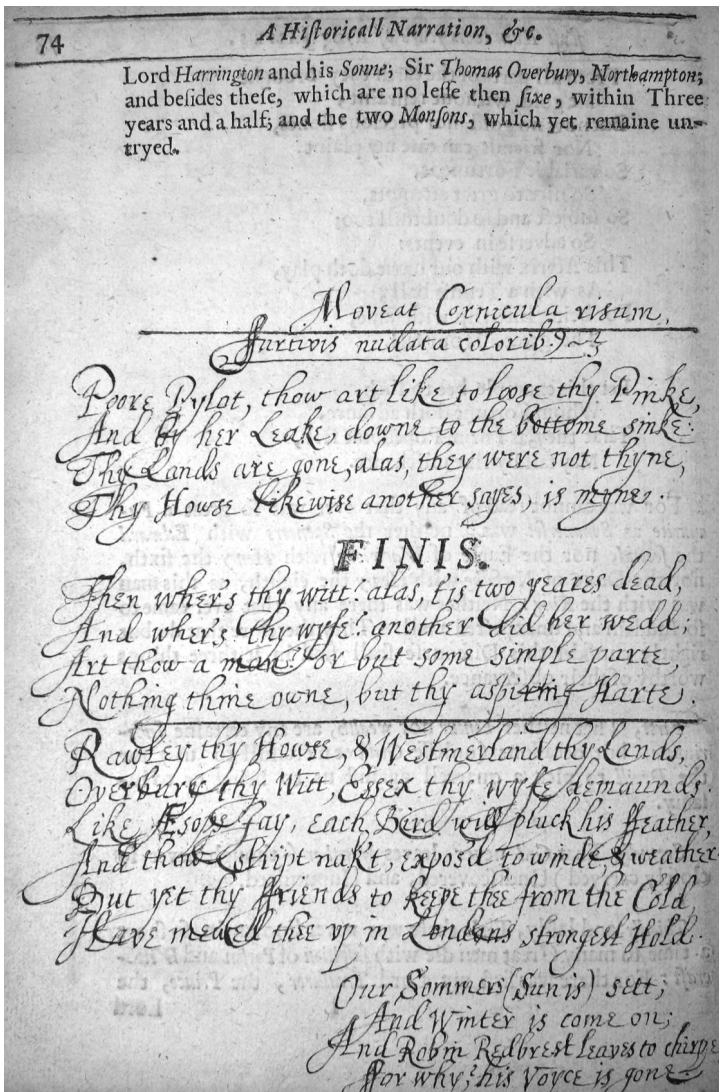 74
A Historicall Narration, &c.
Lord Harrington and his Sonne; Sir Thomas Overbury, Northampton;
and besides these, which are no lesse then sixe, within Three
years and a half; and the two Monsons, which yet remaine un-
tryed.
Moveat Cornicula risum,
ffurtivis nudata colorib9
Poore Pylot, thow art like to loose thy Pinke,
And by her Leake, downe to the bottome sinke:
Thy Lands are gone, alas, they were not thyne,
Thy Howse likewise another sayes, is myne.
FINIS.
Then wher's thy witt? alas, t'is two yeares dead,
And wher's thy wyfe? another did her wedd;
Art thow a man? Or but some simple parte,
Nothing thine owne, but thy aspiring Harte.
Rawley thy Howse, & Westmerland thy Lands,
Overbury thy Witt, Essex thy wyfe demaunds.
Like Æsops Jay, each Bird will pluck his ffeather,
And thow stript nak't, expos'd to winde & weather.
But yet thy ffriends to keepe thee from the Cold
Have mewed thee vp in Londons strongest Hold.
Our Sommers (Sun is) sett;
And Winter is come on;
And Robin Redbrest leaves to chirpe
ffor why? his Voyce is gone
Lord